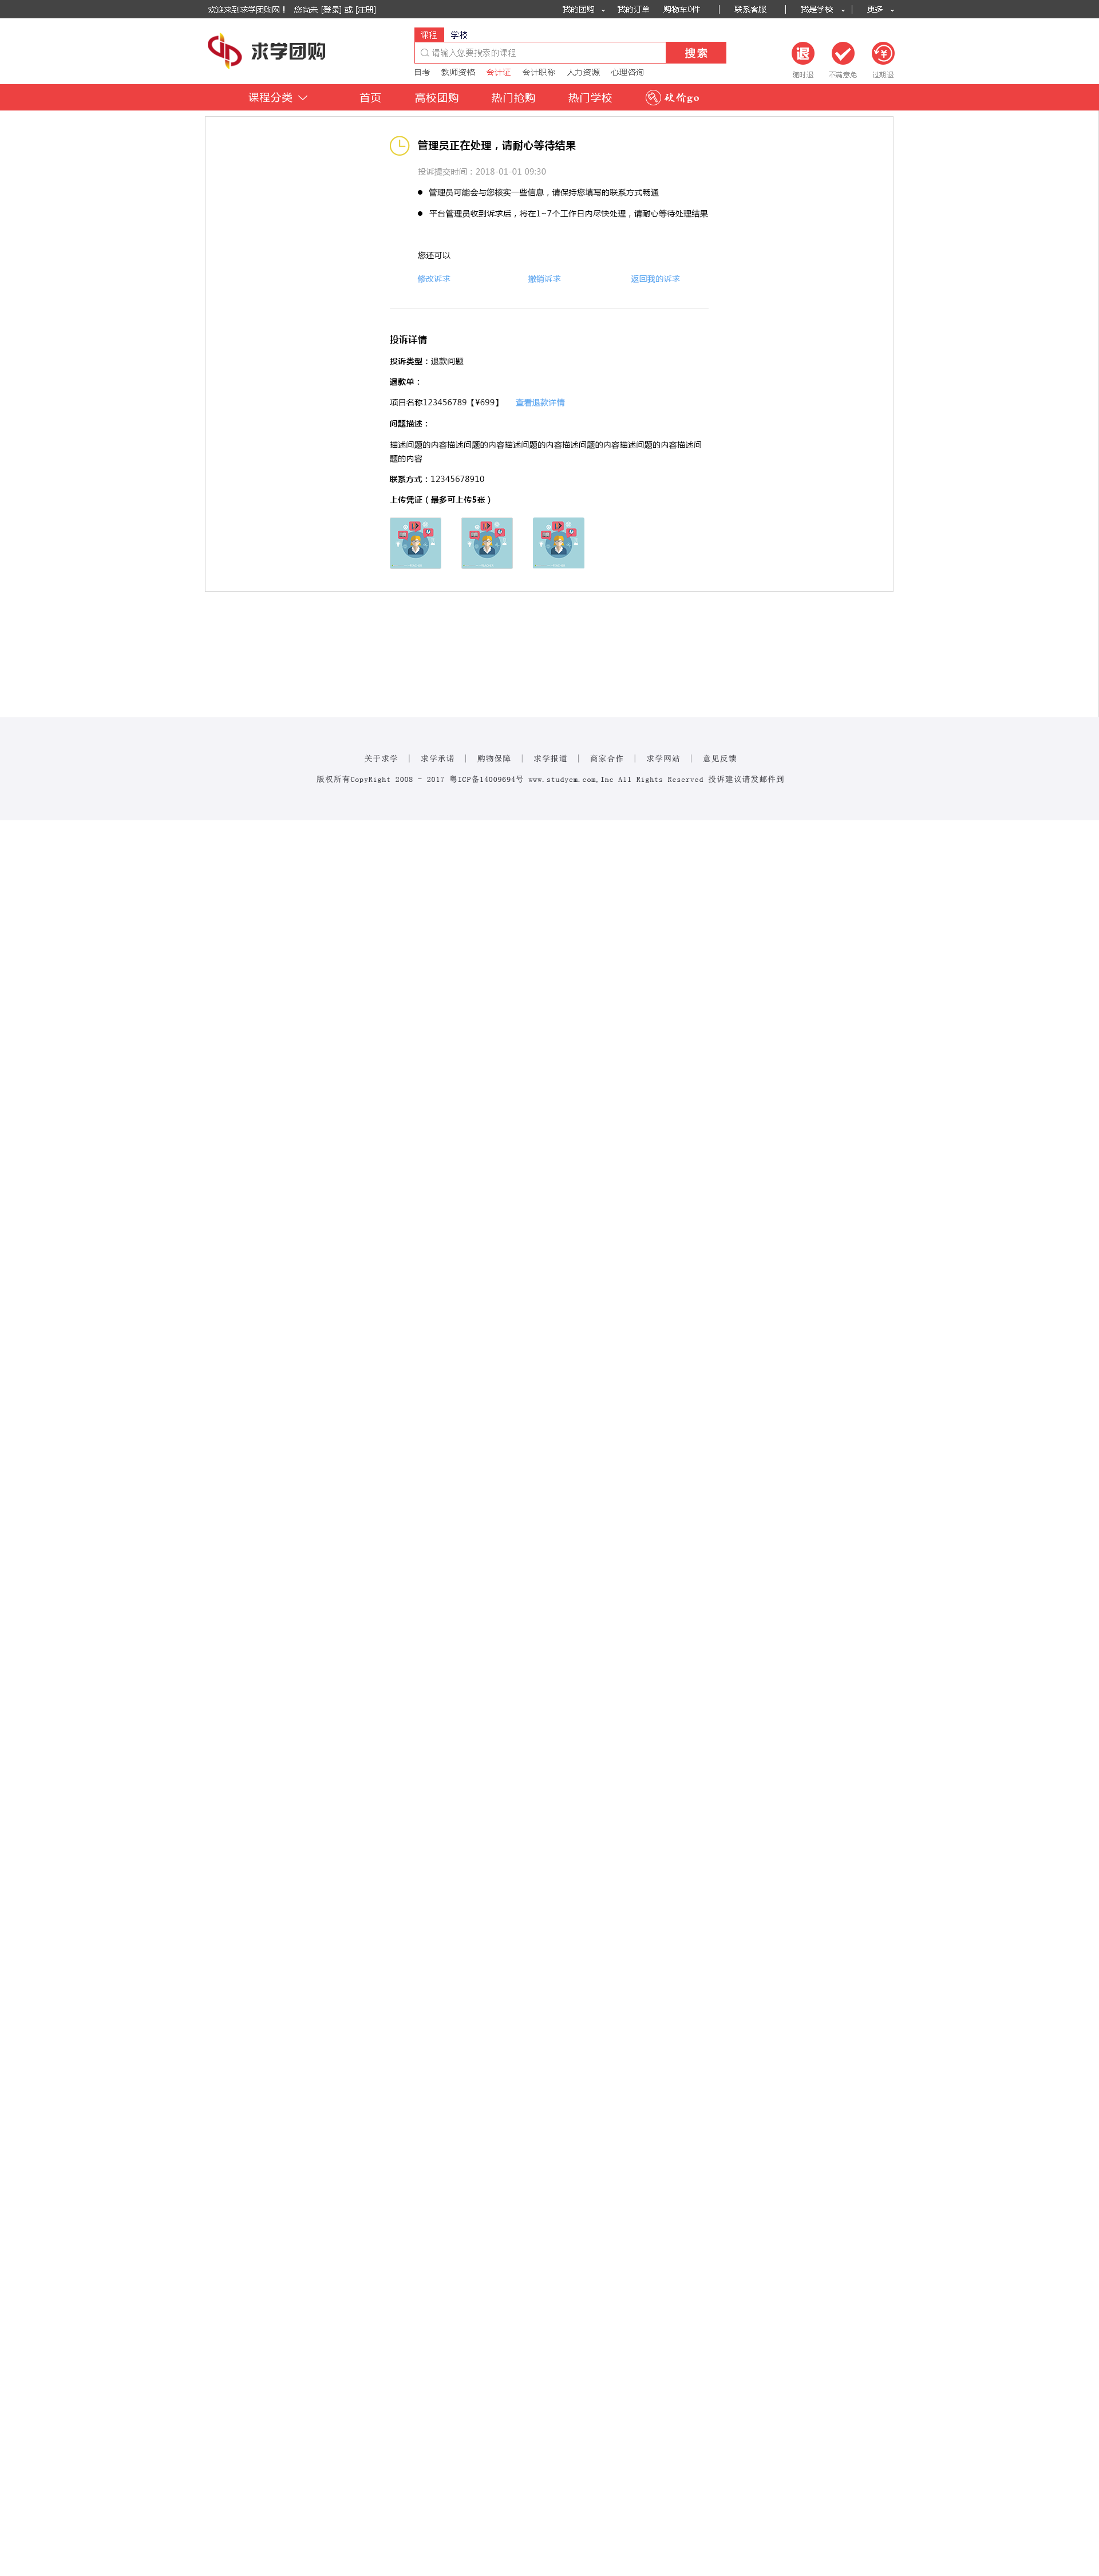 欢迎来到求学团购网！ 您尚未 [登录] 或 [注册] 我的团购 我的订单 购物车0件 | 联系客服 | 我是学校 | 更多
课程 学校
求学团购
请输入您要搜索的课程 搜索
自考 教师资格 会计证 会计职称 人力资源 心理咨询
退
随时退 不满意免 过期退
课程分类 首页 高校团购 热门抢购 热门学校 砍价go
管理员正在处理，请耐心等待结果
投诉提交时间：2018-01-01 09:30
● 管理员可能会与您核实一些信息，请保持您填写的联系方式畅通
● 平台管理员收到诉求后，将在1~7个工作日内尽快处理，请耐心等待处理结果
您还可以
修改诉求 撤销诉求 返回我的诉求
投诉详情
投诉类型：退款问题
退款单：
项目名称123456789【¥699】 查看退款详情
问题描述：
描述问题的内容描述问题的内容描述问题的内容描述问题的内容描述问题的内容描述问
题的内容
联系方式：12345678910
上传凭证（最多可上传5张）
关于求学 | 求学承诺 | 购物保障 | 求学报道 | 商家合作 | 求学网站 | 意见反馈
版权所有CopyRight 2008 - 2017 粤ICP备14009694号 www.studyem.com,Inc All Rights Reserved 投诉建议请发邮件到